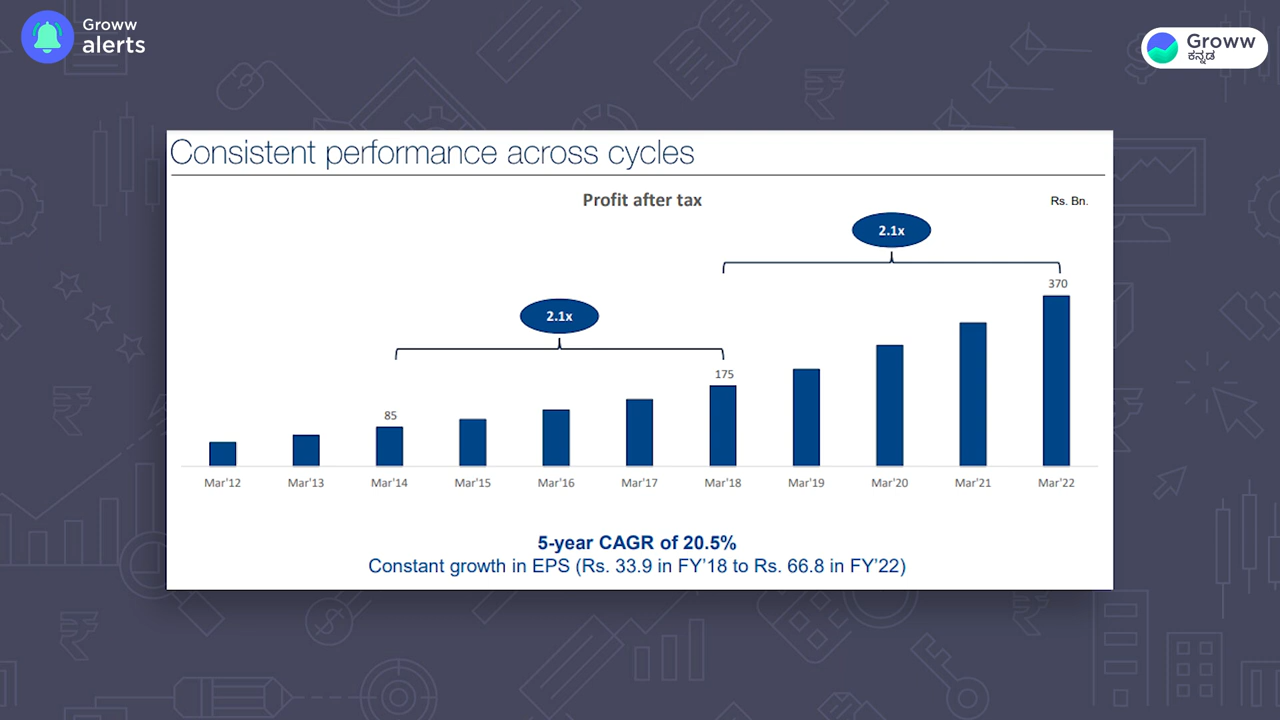 Groww
alerts
Groww
ಕನ್ನಡ
Consistent performance across cycles
Profit after tax
Rs. Bn.
2.1x
370
2.1x
175
85
Mar'12 Mar'13 Mar'14 Mar'15 Mar'16 Mar'17 Mar'18 Mar'19 Mar'20 Mar'21 Mar'22
5-year CAGR of 20.5%
Constant growth in EPS (Rs. 33.9 in FY'18 to Rs. 66.8 in FY'22)